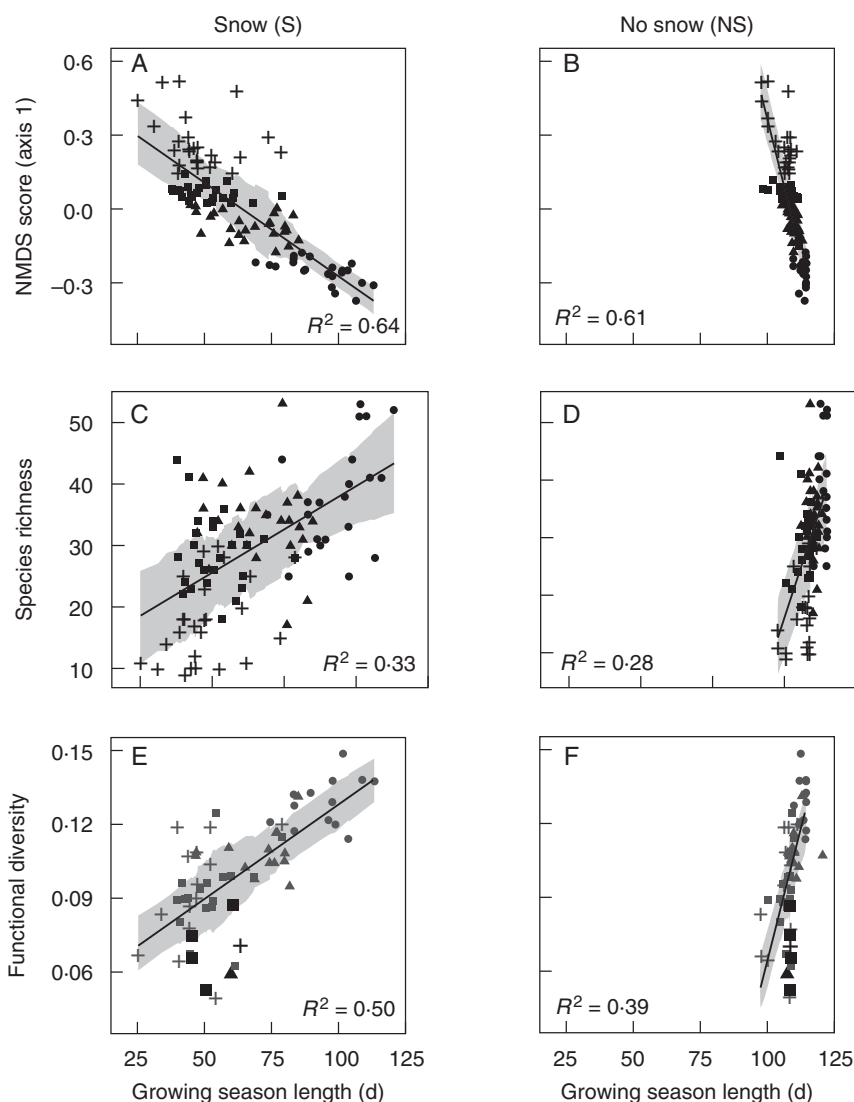 Snow (S)
No snow (NS)
A
B
0·6
0·3
0·0
–0·3
NMDS score (axis 1)
R² = 0·64
R² = 0·61
C
D
50
40
30
20
10
Species richness
R² = 0·33
R² = 0·28
E
F
0·15
0·12
0·09
0·06
Functional diversity
R² = 0·50
R² = 0·39
25 50 75 100 125
25 50 75 100 125
Growing season length (d)
Growing season length (d)